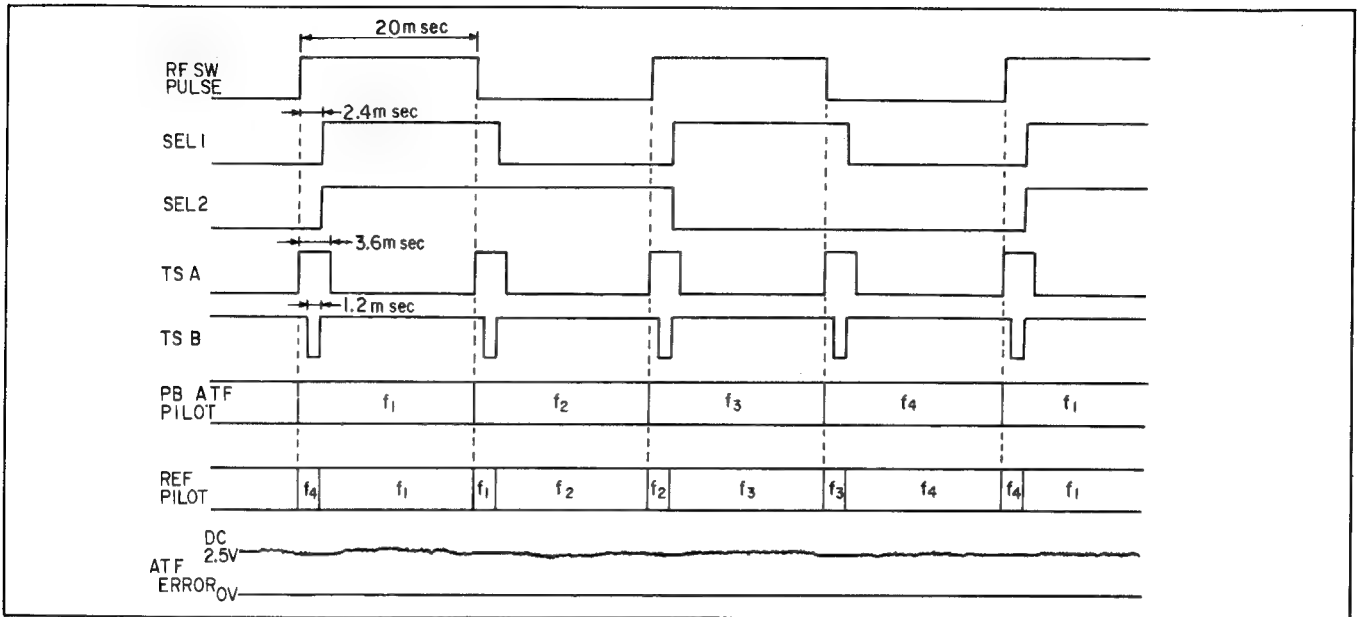 20m sec
RF SW
PULSE
2.4m sec
SEL 1
SEL2
3.6m sec
TS A
1.2m sec
TS B
PB ATF
PILOT
f1 f2 f3 f4 f1
REF
PILOT
f4 f1 f1 f2 f2 f3 f3 f4 f4 f1
DC
2.5V
ATF
ERROR 0V